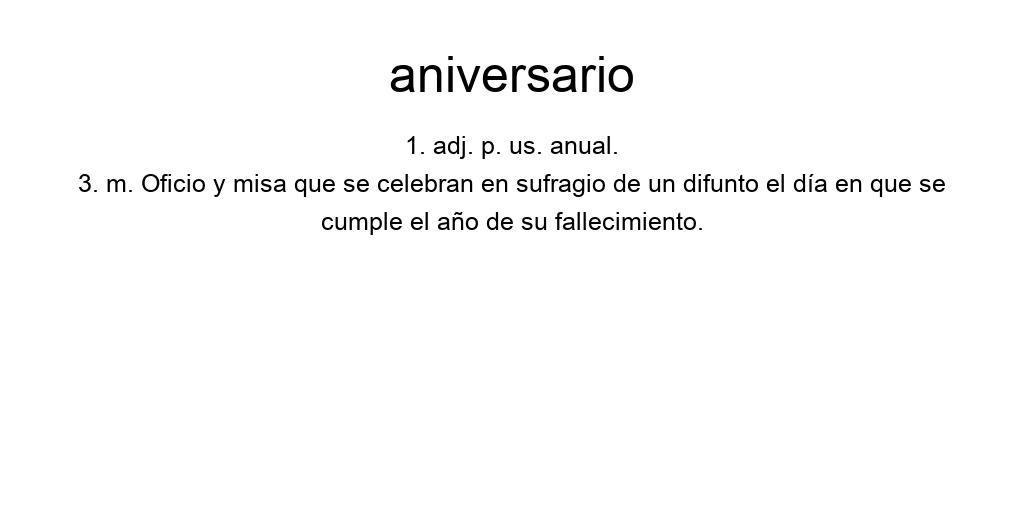 aniversario
1. adj. p. us. anual.
3. m. Oficio y misa que se celebran en sufragio de un difunto el día en que se
cumple el año de su fallecimiento.